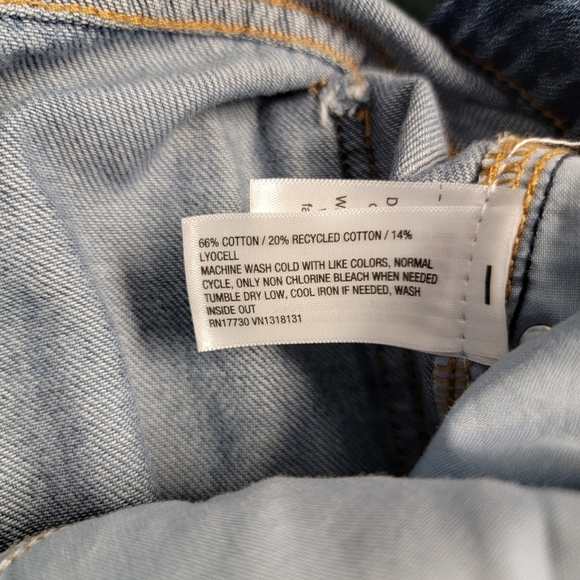 66% COTTON / 20% RECYCLED COTTON / 14%
LYOCELL
MACHINE WASH COLD WITH LIKE COLORS, NORMAL
CYCLE, ONLY NON CHLORINE BLEACH WHEN NEEDED
TUMBLE DRY LOW, COOL IRON IF NEEDED, WASH
INSIDE OUT
RN17730 VN1318131